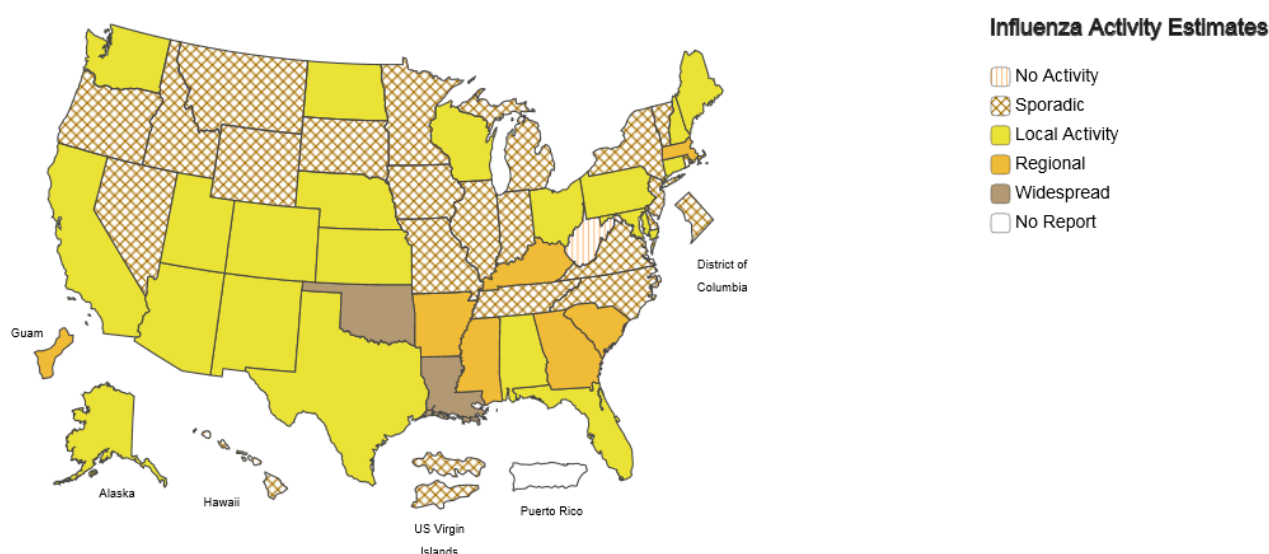 Influenza Activity Estimates
No Activity
Sporadic
Local Activity
Regional
Widespread
No Report
District of
Columbia
Guam
Alaska
Hawaii
US Virgin
Islands
Puerto Rico